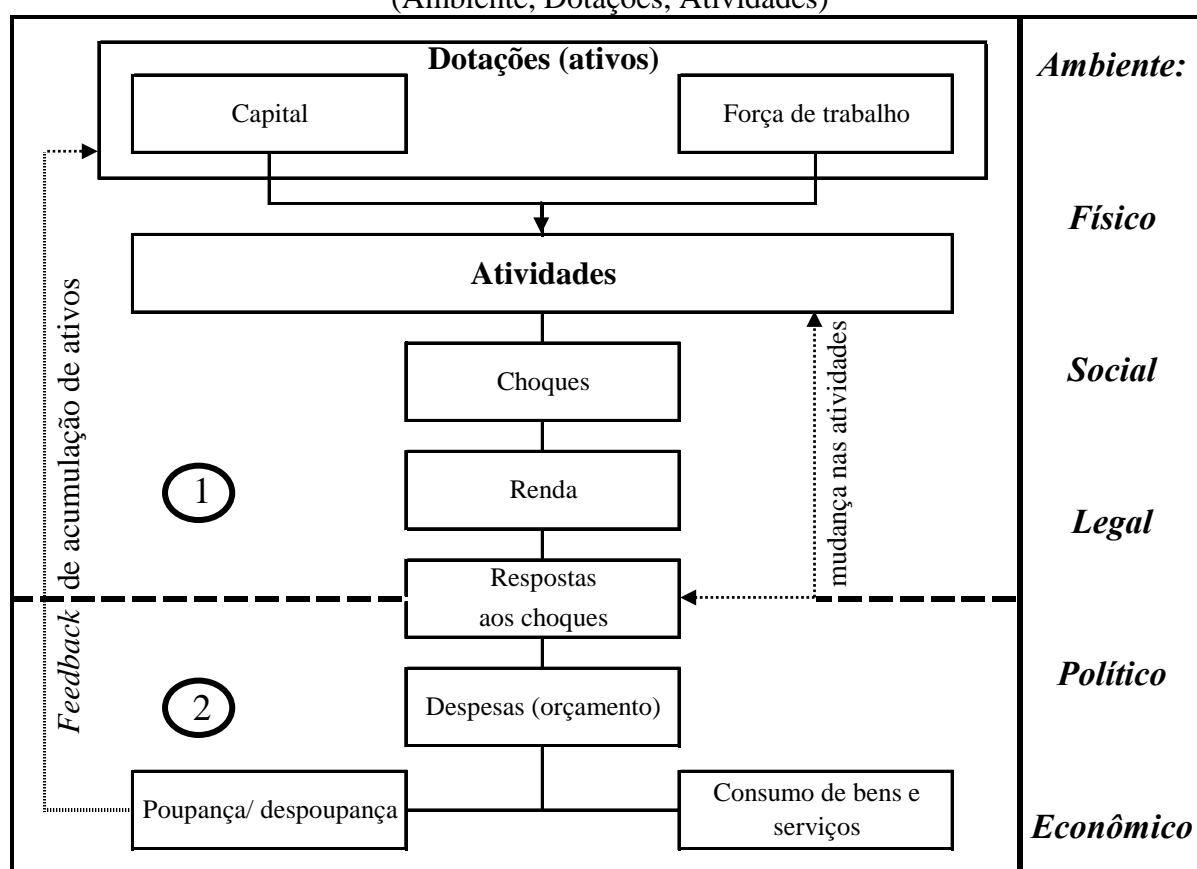 (Ambiente, Dotações, Atividades)
Dotações (ativos)
Capital
Força de trabalho
Atividades
Choques
Renda
Respostas
aos choques
Despesas (orçamento)
Poupança/ despoupança
Consumo de bens e
serviços
1
2
Feedback de acumulação de ativos
mudança nas atividades
Ambiente:
Físico
Social
Legal
Político
Econômico